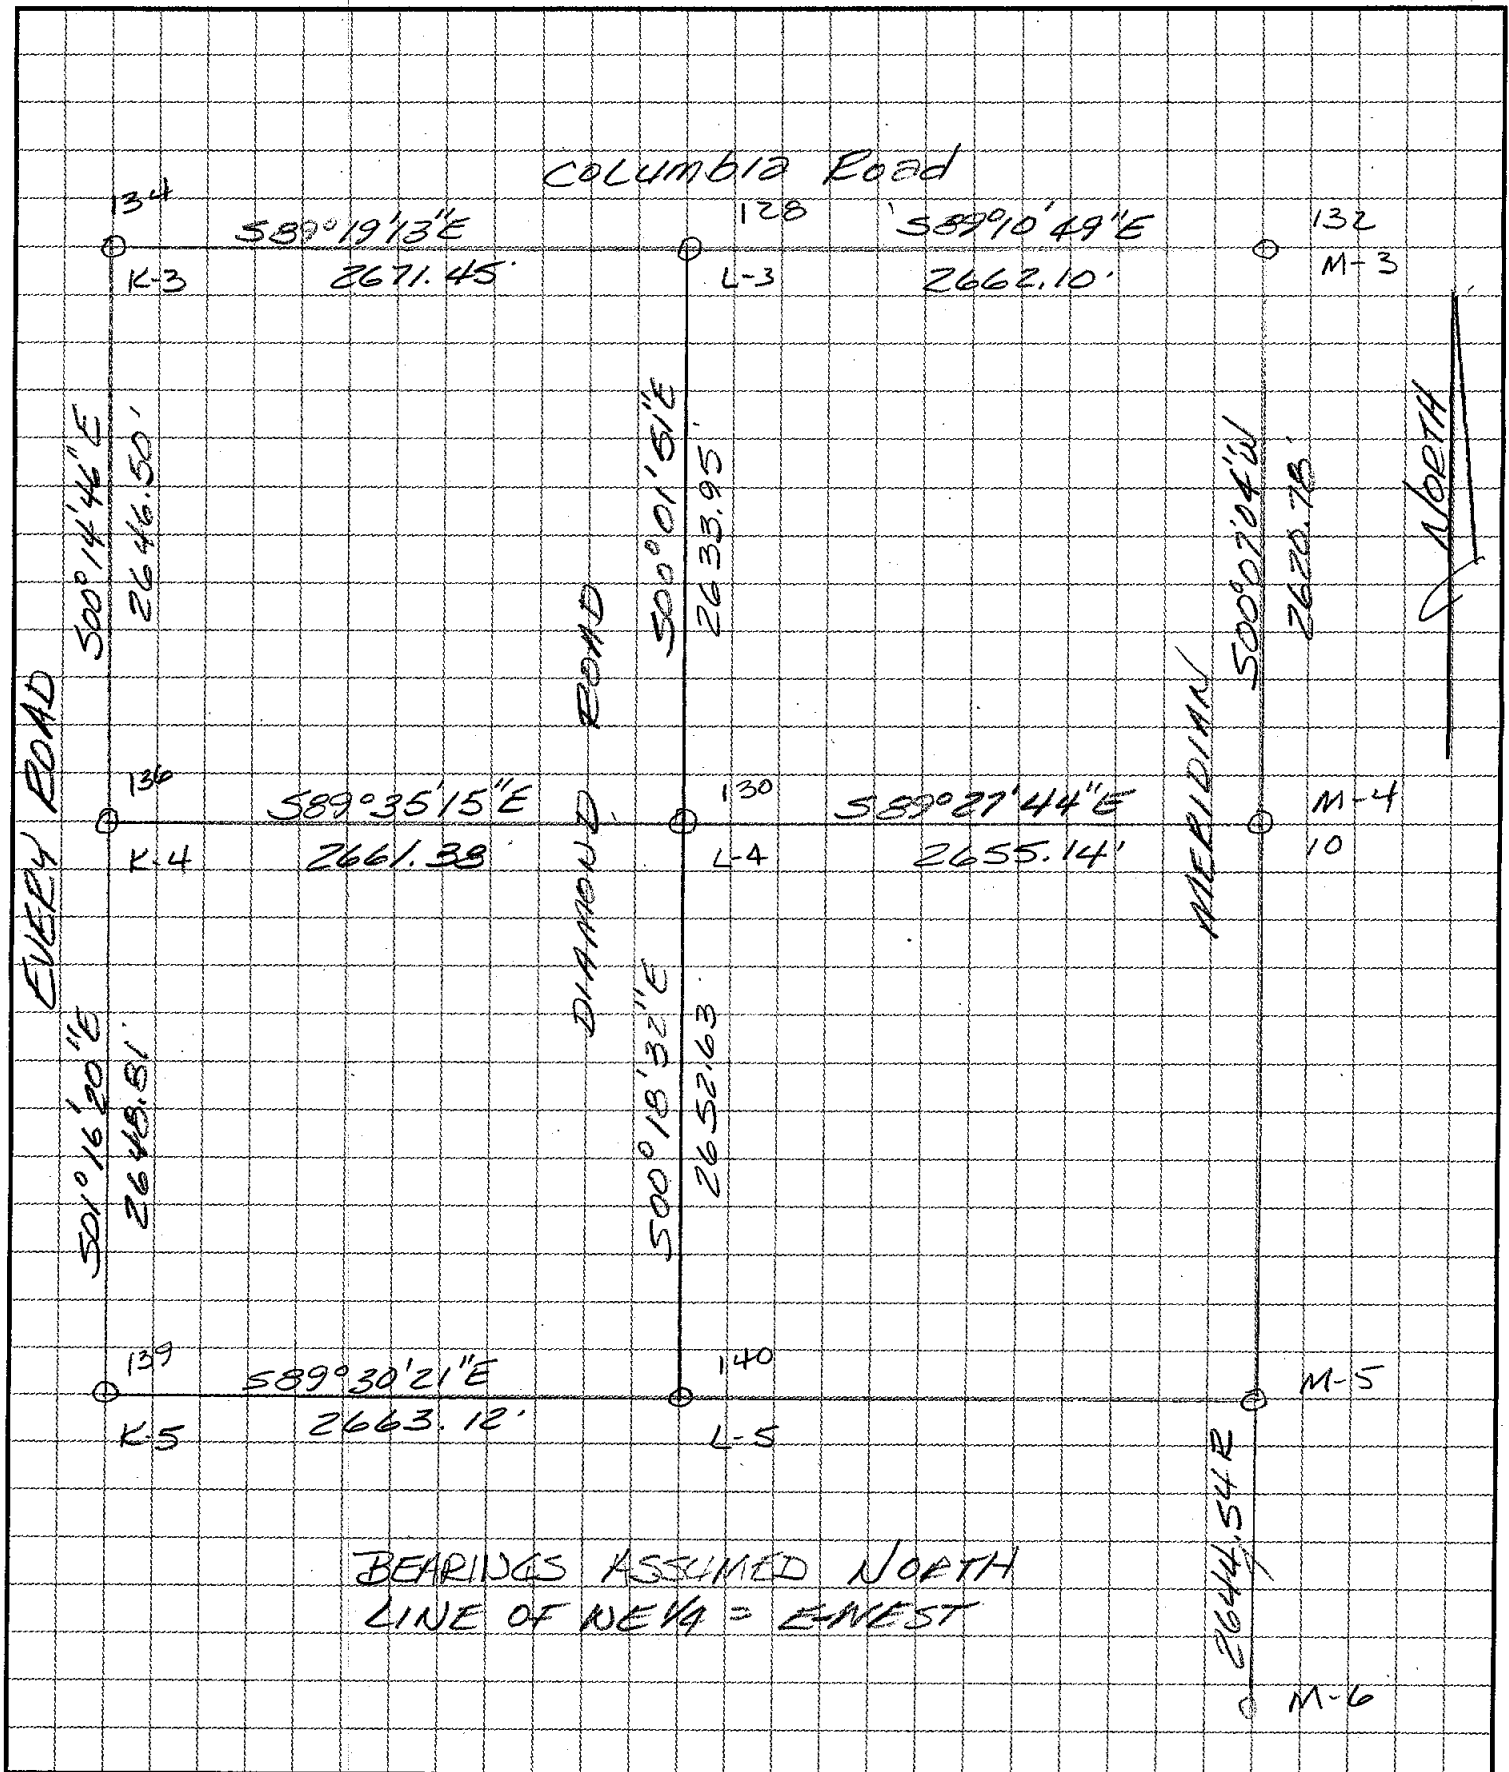 COLUMBIA Road
134
S89°19'13"E
128
S89°10'49"E
132
K-3
2671.45'
L-3
2662.10'
M-3
S00°14'46"E
2646.50'
S00°01'51"E
2633.95'
S00°07'04"W
2620.78'
NORTH
EVERY ROAD
DIAMOND ROAD
MERIDIAN
136
S89°35'15"E
130
S89°27'44"E
M-4
K-4
2661.38
L-4
2655.14'
10
S01°16'20"E
2648.81'
S00°18'32"E
2652.63'
139
S89°30'21"E
140
M-5
K-5
2663.12'
L-5
2644.54 R
M-6
BEARINGS ASSUMED NORTH
LINE OF NE 1/4 = E-WEST